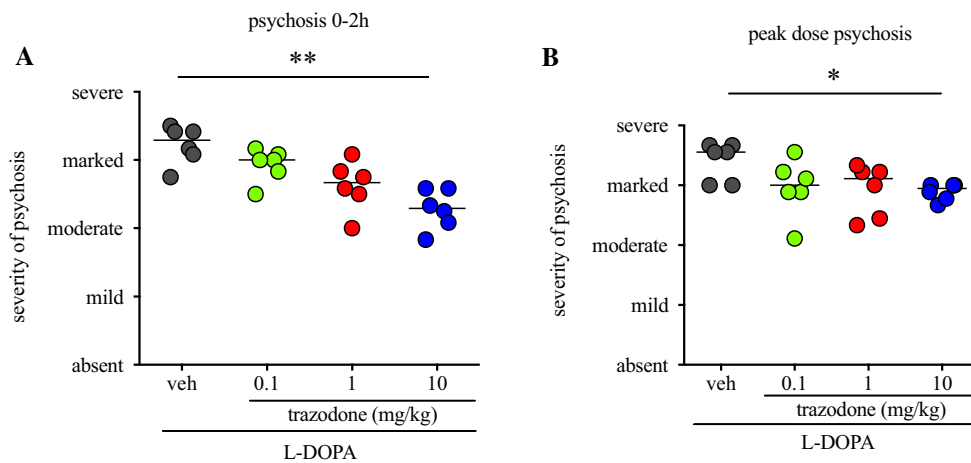 psychosis 0-2h
A
**
severe
marked
moderate
mild
absent
severity of psychosis
veh
0.1
1
10
trazodone (mg/kg)
L-DOPA
peak dose psychosis
B
*
severe
marked
moderate
mild
absent
severity of psychosis
veh
0.1
1
10
trazodone (mg/kg)
L-DOPA